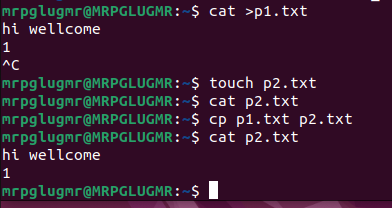 mrpglugmr@MRPGLUGMR:~$ cat >p1.txt
hi wellcome
1
^C
mrpglugmr@MRPGLUGMR:~$ touch p2.txt
mrpglugmr@MRPGLUGMR:~$ cat p2.txt
mrpglugmr@MRPGLUGMR:~$ cp p1.txt p2.txt
mrpglugmr@MRPGLUGMR:~$ cat p2.txt
hi wellcome
1
mrpglugmr@MRPGLUGMR:~$